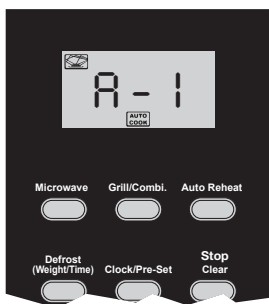 A-1
AUTO
COOK
Microwave Grill/Combi. Auto Reheat
Defrost
(Weight/Time) Clock/Pre-Set Stop
Clear